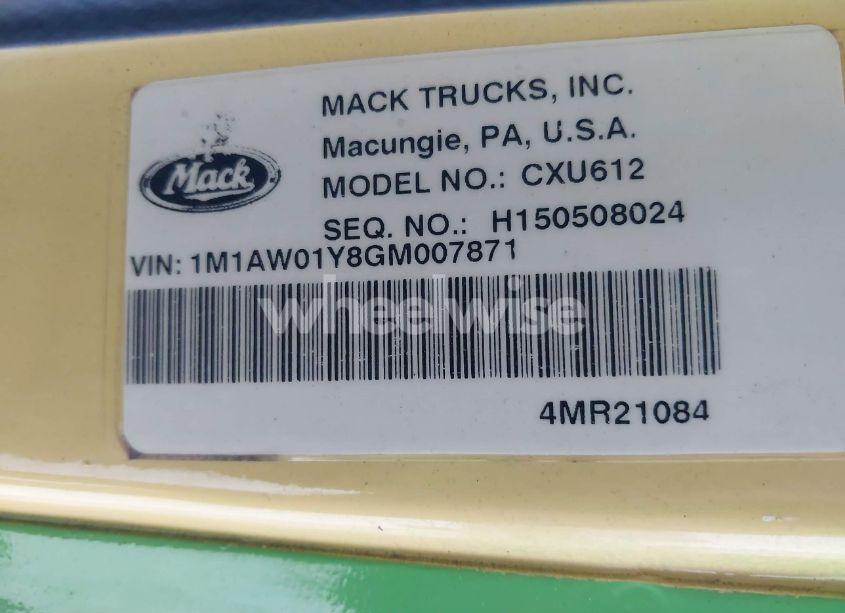 MACK TRUCKS, INC.
Macungie, PA, U.S.A.
Mack
MODEL NO.: CXU612
SEQ. NO.: H150508024
VIN: 1M1AW01Y8GM007871
wheelwise
4MR21084